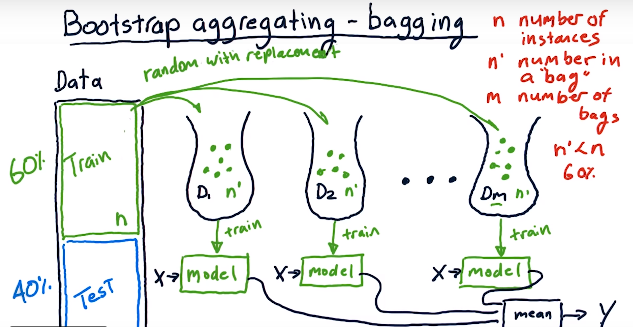 Bootstrap aggregating - bagging
n number of
instances
n' number in
a "bag"
m number of
bags
n' < n
60%
random with replacement
Data
60%
Train
n
40%
Test
D1 n'
D2 n'
Dm n'
train
train
train
X → model
X → model
X → model
mean → Y